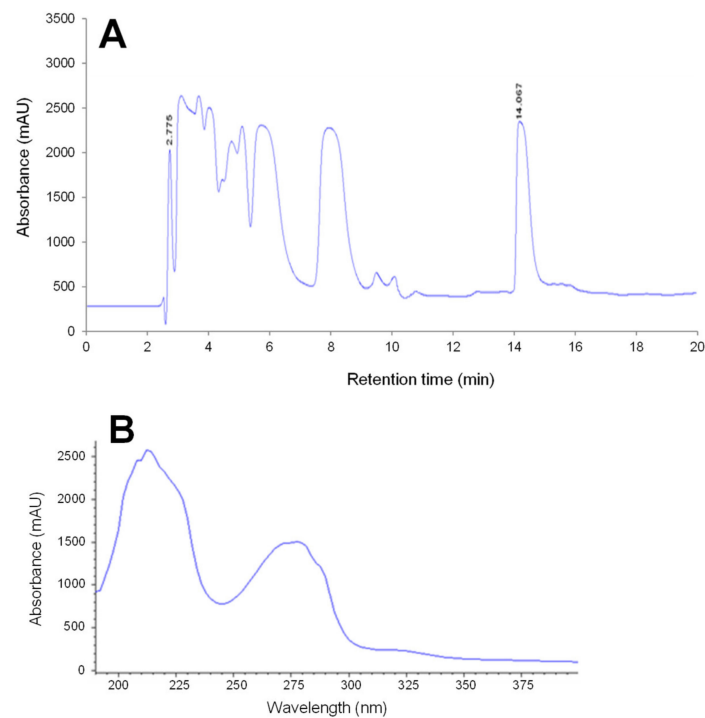 A
3500
3000
2500
2000
1500
1000
500
0
Absorbance (mAU)
2.775
14.067
0 2 4 6 8 10 12 14 16 18 20
Retention time (min)
B
2500
2000
1500
1000
500
0
Absorbance (mAU)
200 225 250 275 300 325 350 375
Wavelength (nm)